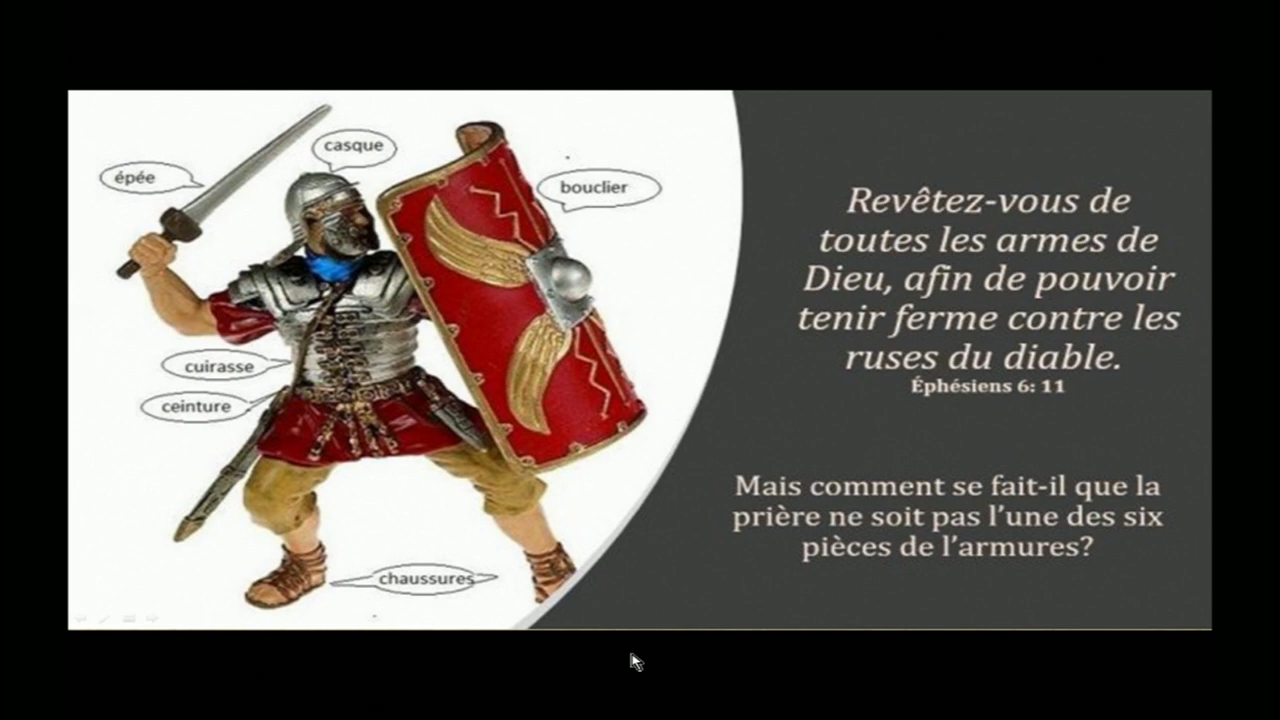 casque
épée
bouclier
cuirasse
ceinture
chaussures
Revêtez-vous de
toutes les armes de
Dieu, afin de pouvoir
tenir ferme contre les
ruses du diable.
Éphésiens 6: 11
Mais comment se fait-il que la
prière ne soit pas l’une des six
pièces de l’armures?